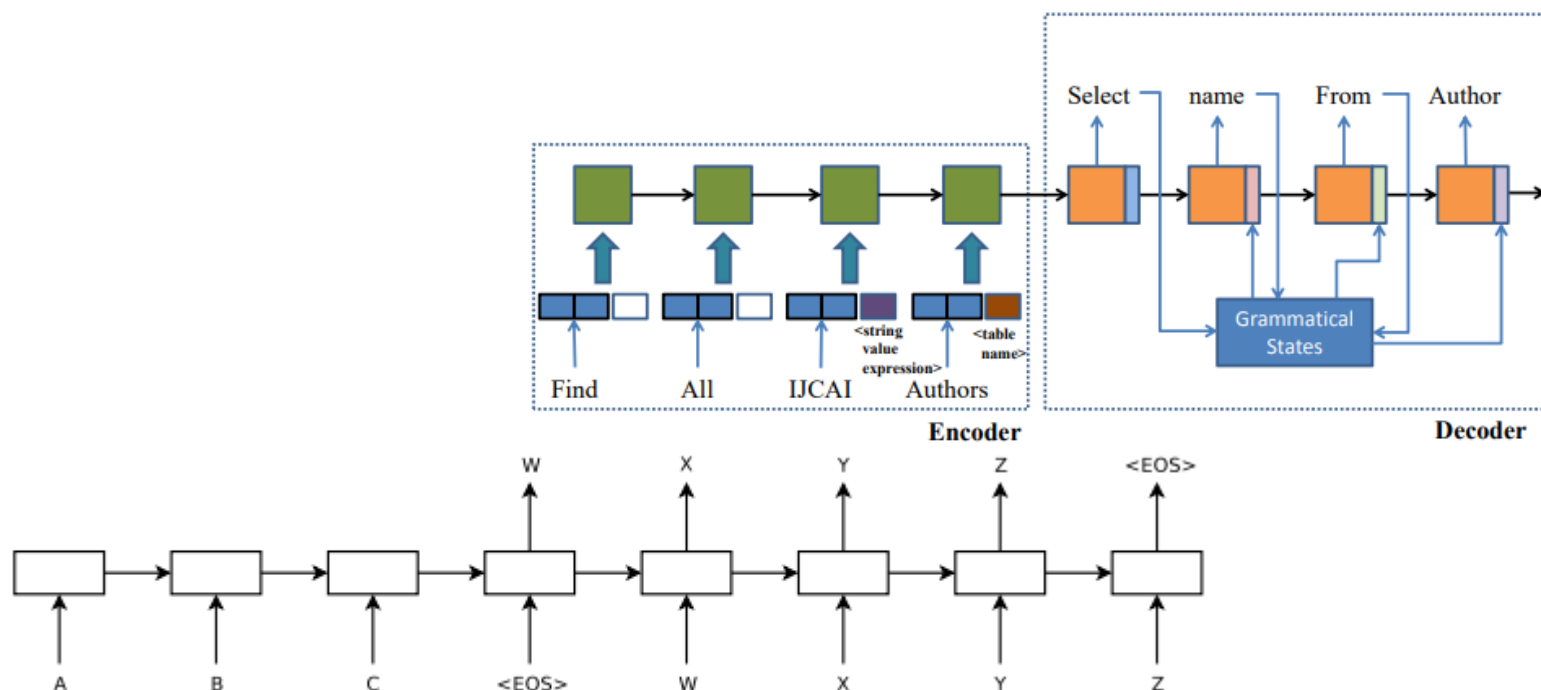 Select name From Author
<string
value
expression>
<table
name>
Grammatical
States
Find All IJCAI Authors
Encoder
Decoder
W X Y Z <EOS>
A B C <EOS> W X Y Z